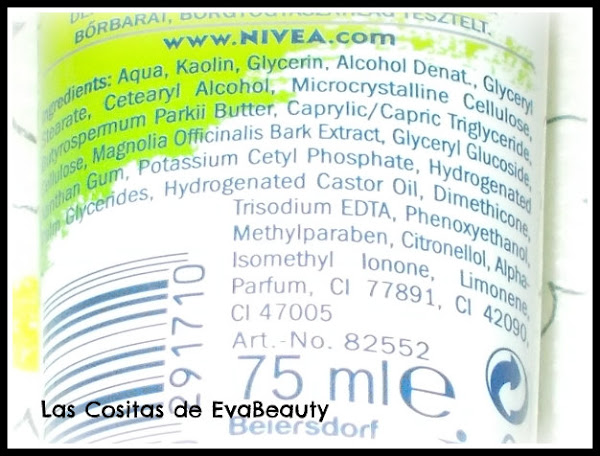 BŐRBARÁT, BŐRGYÓGYÁSZATILAG TESZTELT.
www.NIVEA.com
Ingredients: Aqua, Kaolin, Glycerin, Alcohol Denat., Glyceryl
Stearate, Cetearyl Alcohol, Microcrystalline Cellulose,
Butyrospermum Parkii Butter, Caprylic/Capric Triglyceride,
Cellulose, Magnolia Officinalis Bark Extract, Glyceryl Glucoside,
Xanthan Gum, Potassium Cetyl Phosphate, Hydrogenated
Palm Glycerides, Hydrogenated Castor Oil, Dimethicone,
Trisodium EDTA, Phenoxyethanol,
Methylparaben, Citronellol, Alpha-
Isomethyl Ionone, Limonene,
Parfum, CI 77891, CI 42090,
CI 47005
Art.-No. 82552
291710
75 ml e
Beiersdorf
Las Cositas de EvaBeauty